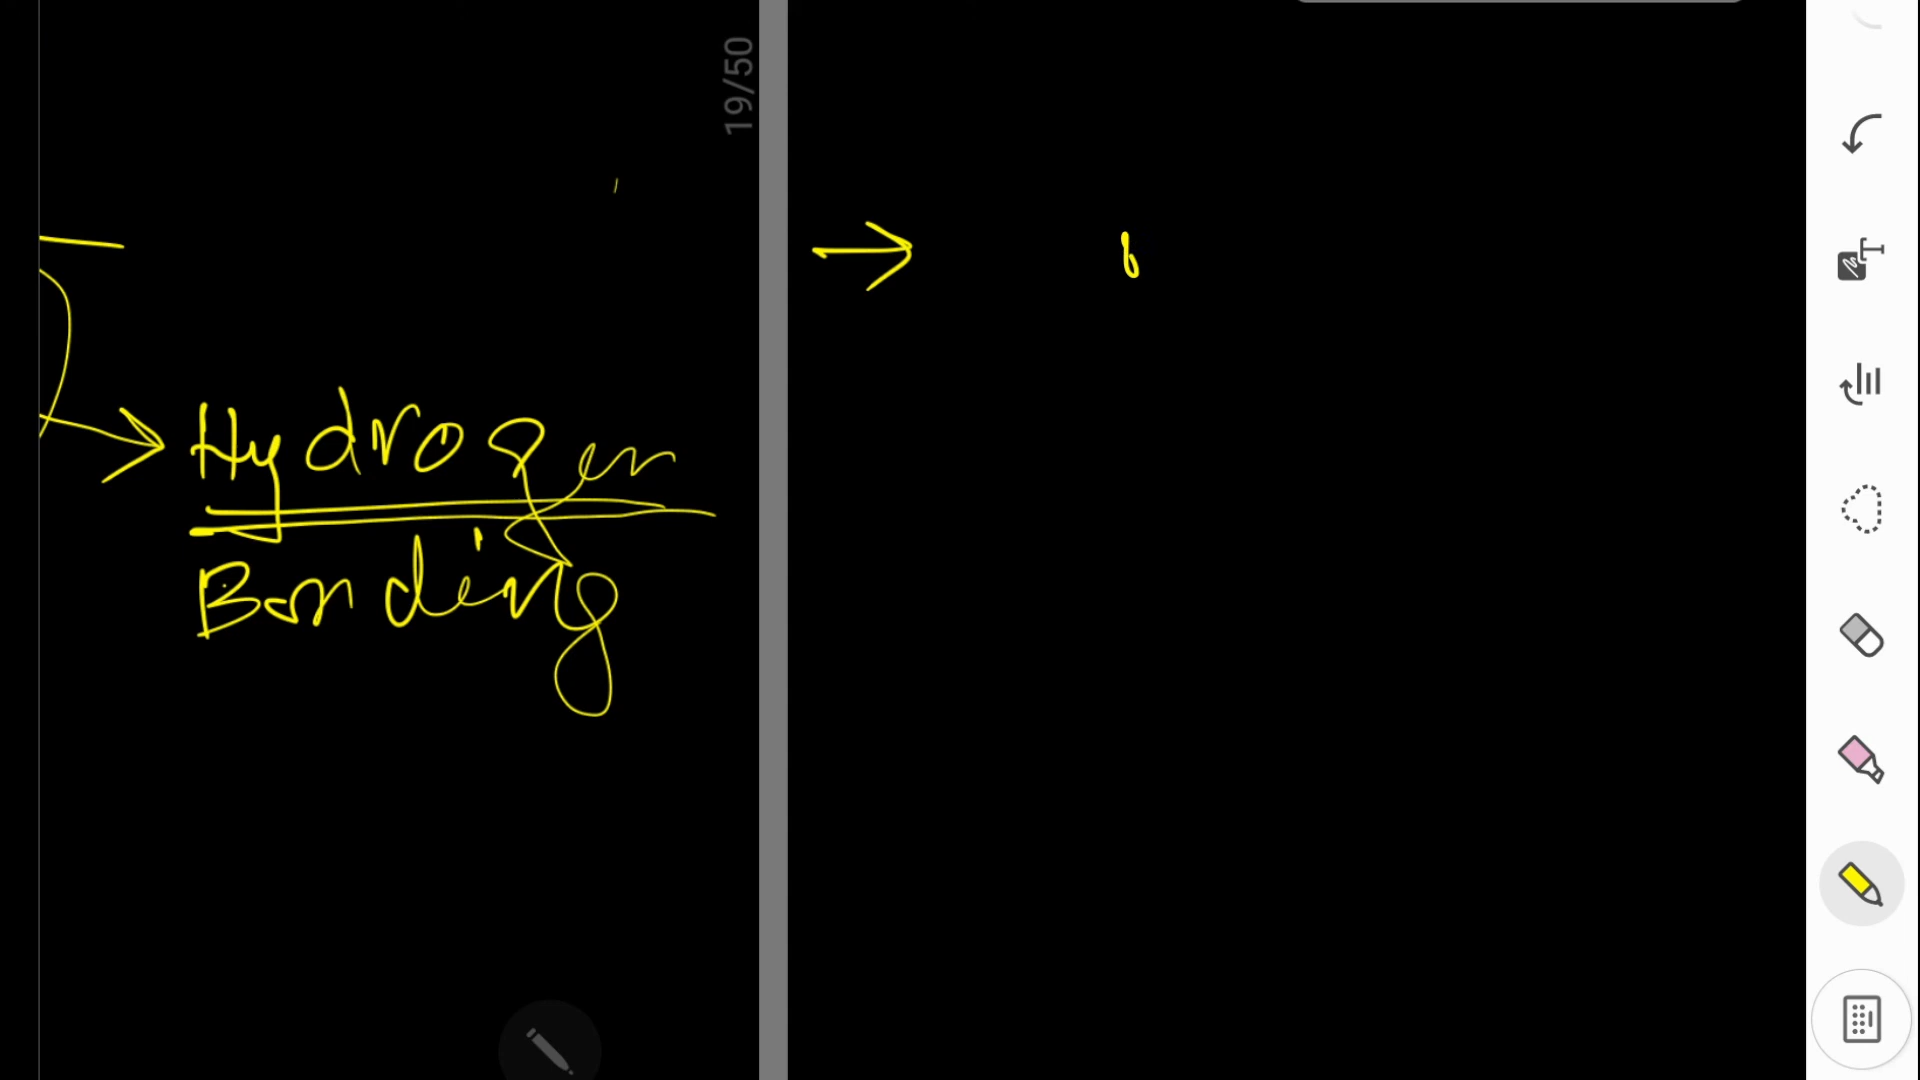 19/50
→ Hydrogen
Bonding
→ b